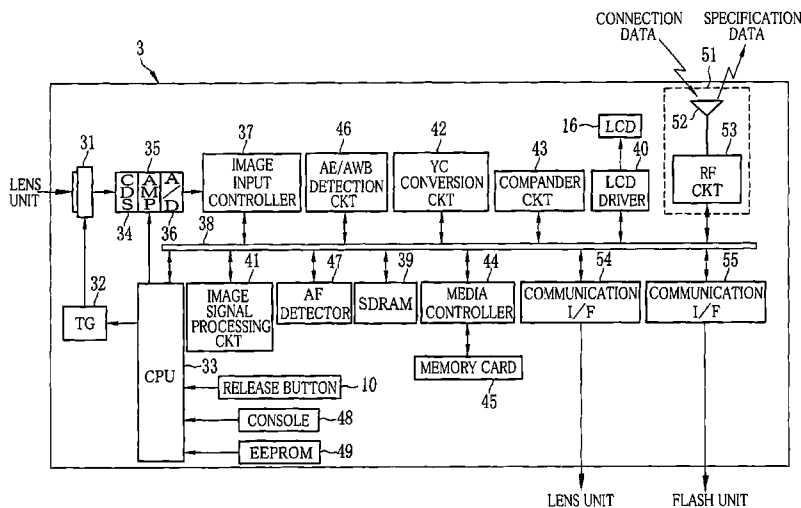 CONNECTION
DATA
SPECIFICATION
DATA
3
51
52
53
RF
CKT
16
LCD
31
35
37
46
42
43
40
LENS
UNIT
CDS
AMP
A/D
34
36
IMAGE
INPUT
CONTROLLER
AE/AWB
DETECTION
CKT
YC
CONVERSION
CKT
COMPANDER
CKT
LCD
DRIVER
38
41
47
39
44
54
55
32
TG
IMAGE
SIGNAL
PROCESSING
CKT
AF
DETECTOR
SDRAM
MEDIA
CONTROLLER
COMMUNICATION
I/F
COMMUNICATION
I/F
CPU
33
MEMORY CARD
45
RELEASE BUTTON
10
CONSOLE
48
EEPROM
49
LENS UNIT
FLASH UNIT